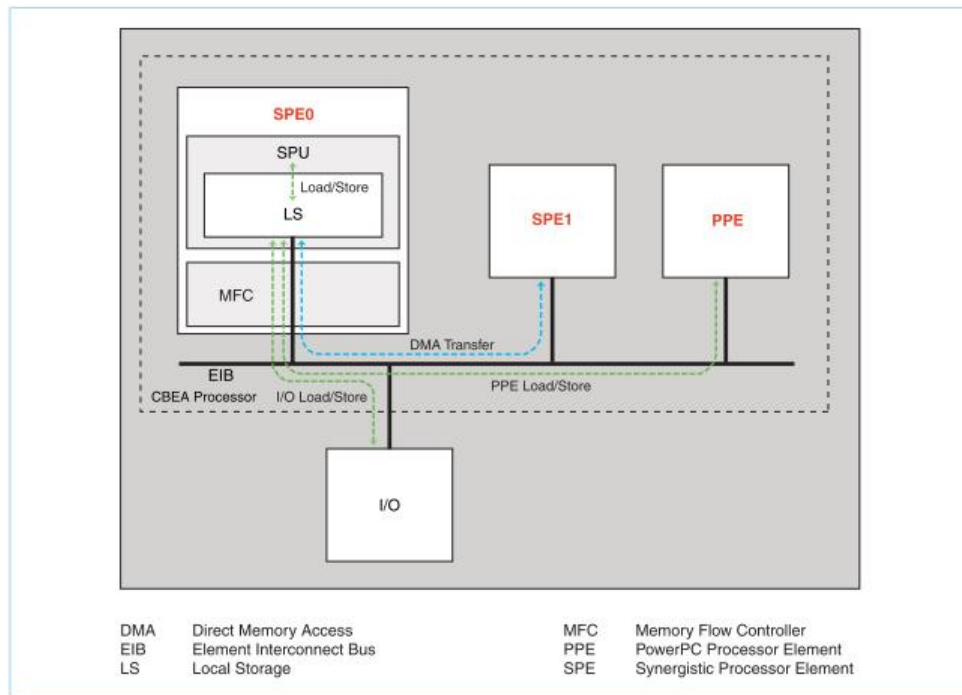 SPE0
SPU
Load/Store
LS
SPE1
PPE
MFC
DMA Transfer
EIB
PPE Load/Store
CBEA Processor
I/O Load/Store
I/O
DMA Direct Memory Access
EIB Element Interconnect Bus
LS Local Storage
MFC Memory Flow Controller
PPE PowerPC Processor Element
SPE Synergistic Processor Element